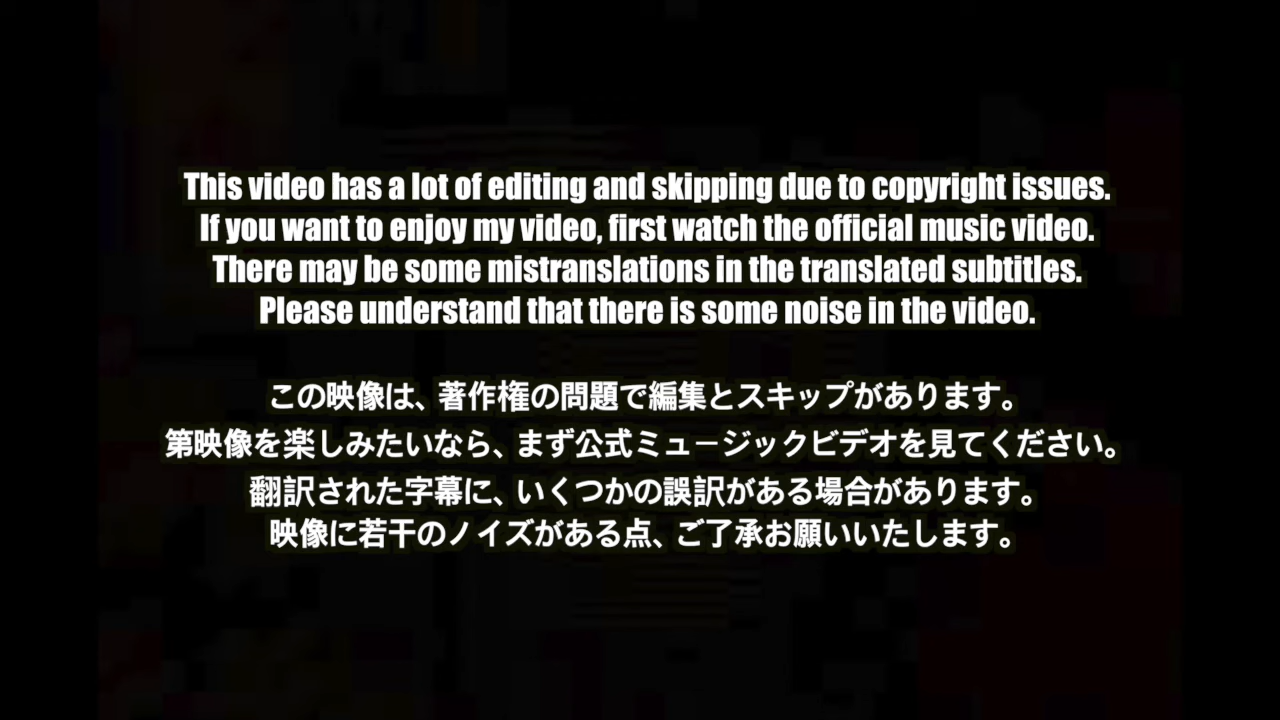 This video has a lot of editing and skipping due to copyright issues.
If you want to enjoy my video, first watch the official music video.
There may be some mistranslations in the translated subtitles.
Please understand that there is some noise in the video.
この映像は、著作権の問題で編集とスキップがあります。
第映像を楽しみたいなら、まず公式ミュージックビデオを見てください。
翻訳された字幕に、いくつかの誤訳がある場合があります。
映像に若干のノイズがある点、ご了承お願いいたします。